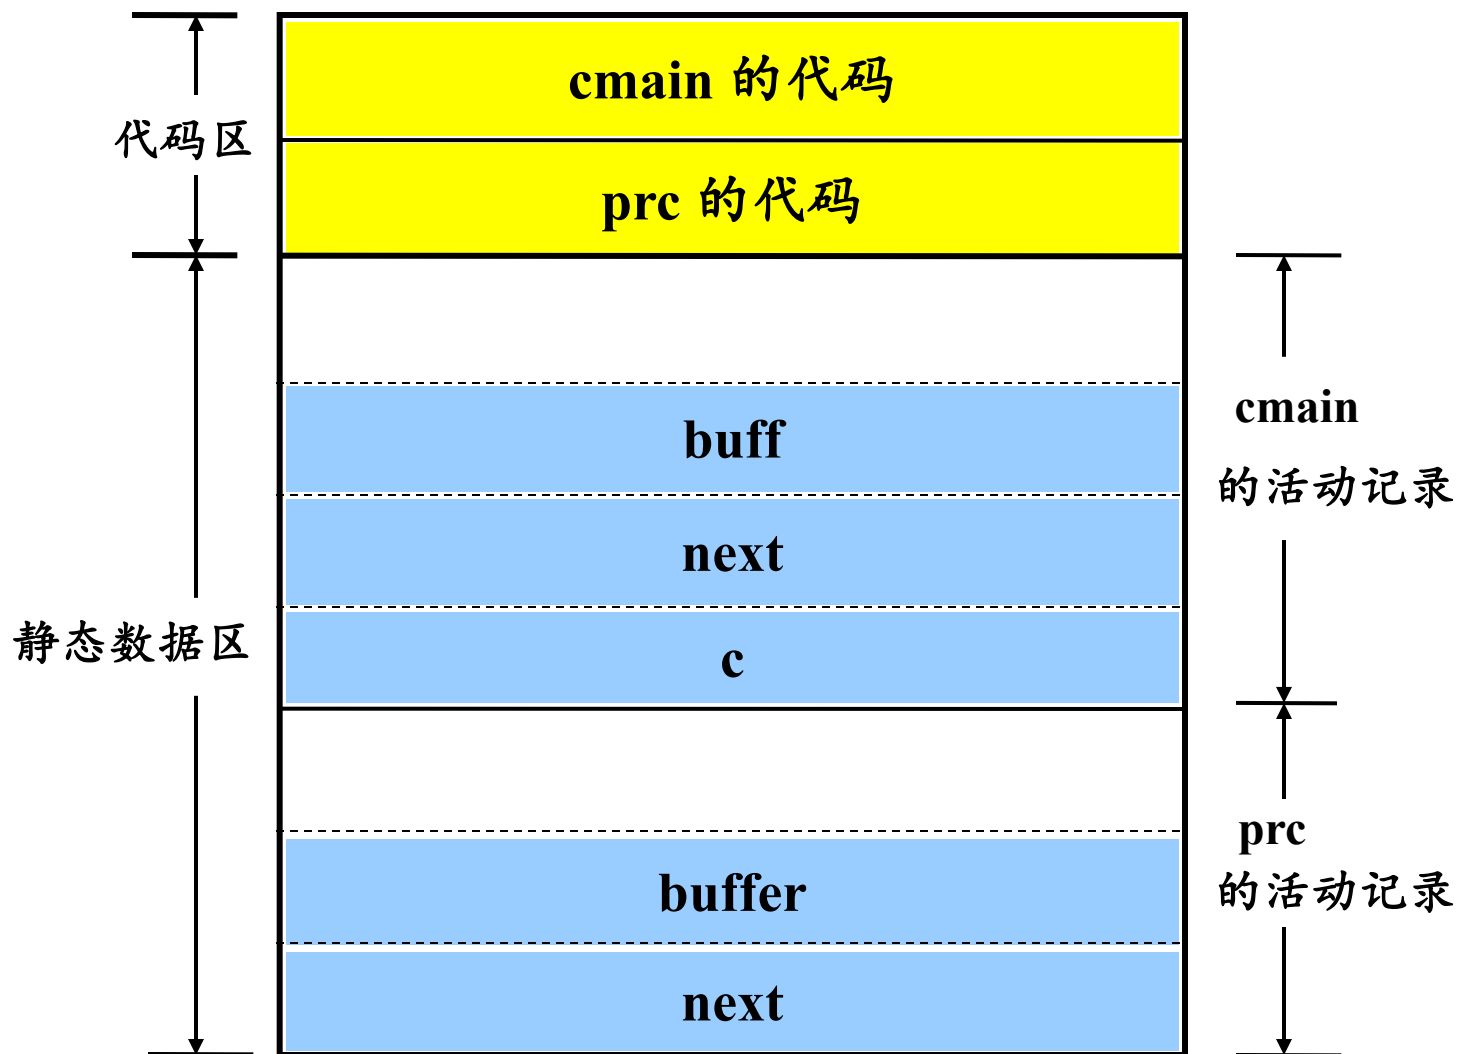 cmain 的代码
代码区
prc 的代码
buff
cmain
的活动记录
next
静态数据区
c
prc
buffer
的活动记录
next